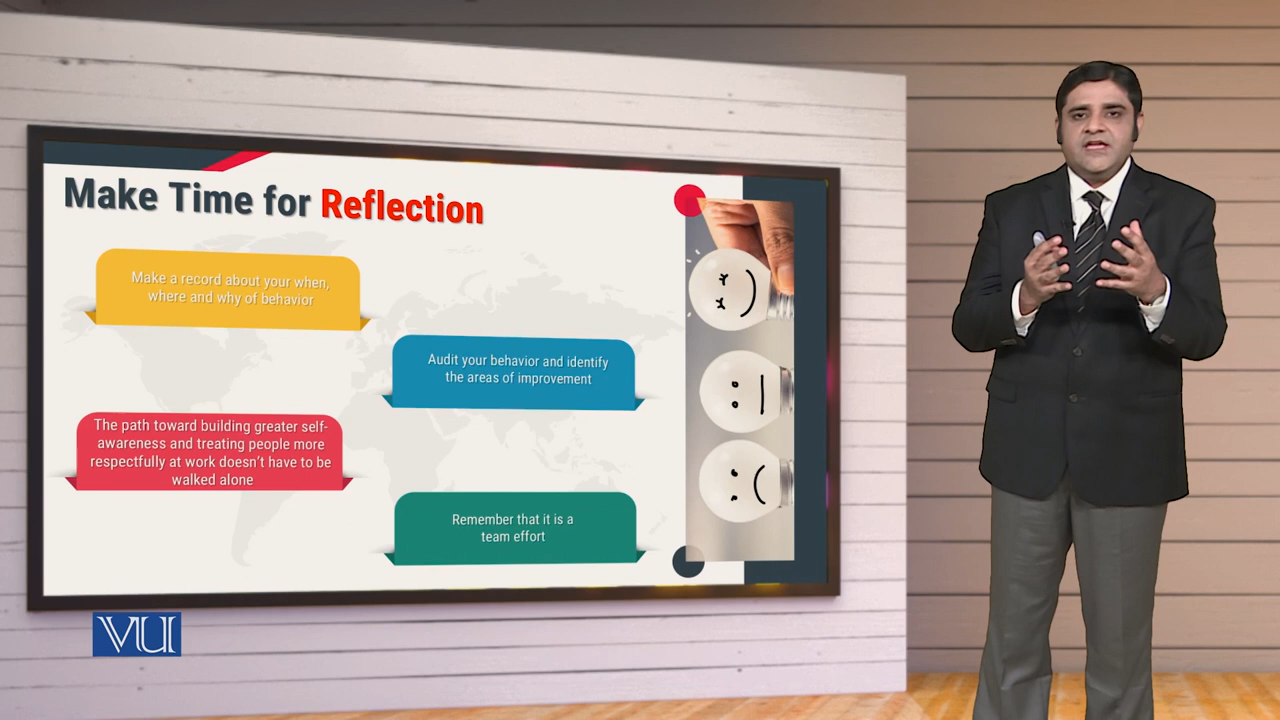 Make Time for Reflection
Make a record about your when,
where and why of behavior
Audit your behavior and identify
the areas of improvement
The path toward building greater self-
awareness and treating people more
respectfully at work doesn't have to be
walked alone
Remember that it is a
team effort
VU